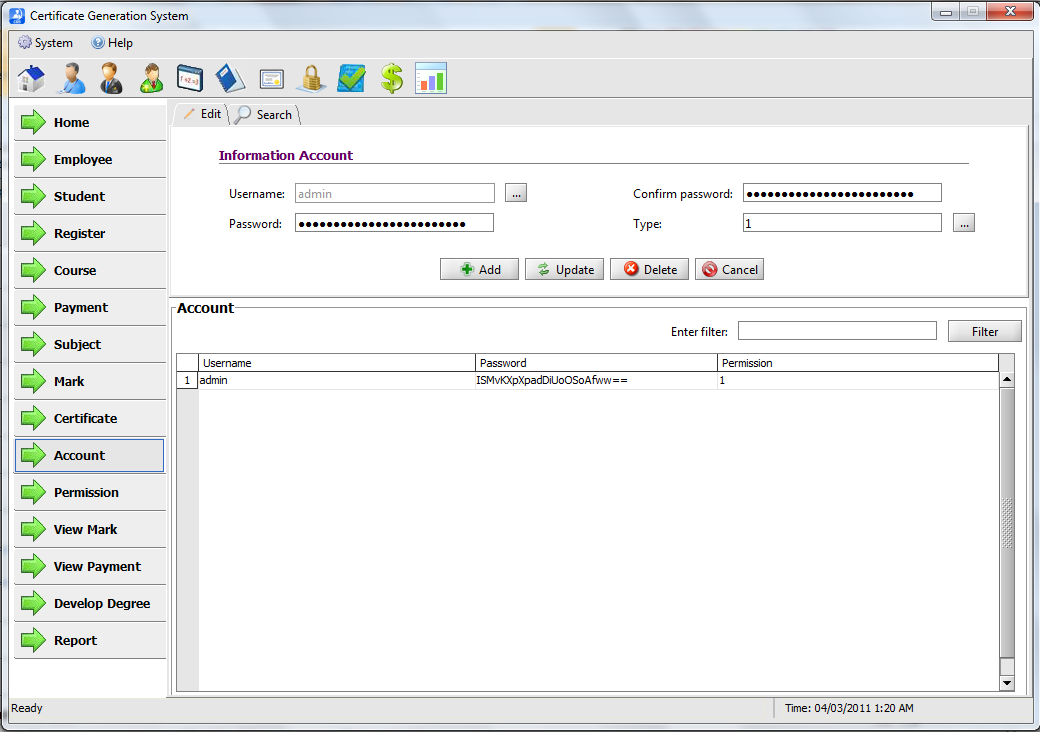 Certificate Generation System
System Help
Edit Search
Home
Employee
Student
Register
Course
Payment
Subject
Mark
Certificate
Account
Permission
View Mark
View Payment
Develop Degree
Report
Information Account
Username: admin ... Confirm password: ●●●●●●●●●●●●●●●●●●●●●●●●
Password: ●●●●●●●●●●●●●●●●●●●●●●●● Type: 1 ...
Add Update Delete Cancel
Account
Enter filter: Filter
Username Password Permission
1 admin ISMvKXpXpadDiUoOSoAfww== 1
Ready Time: 04/03/2011 1:20 AM